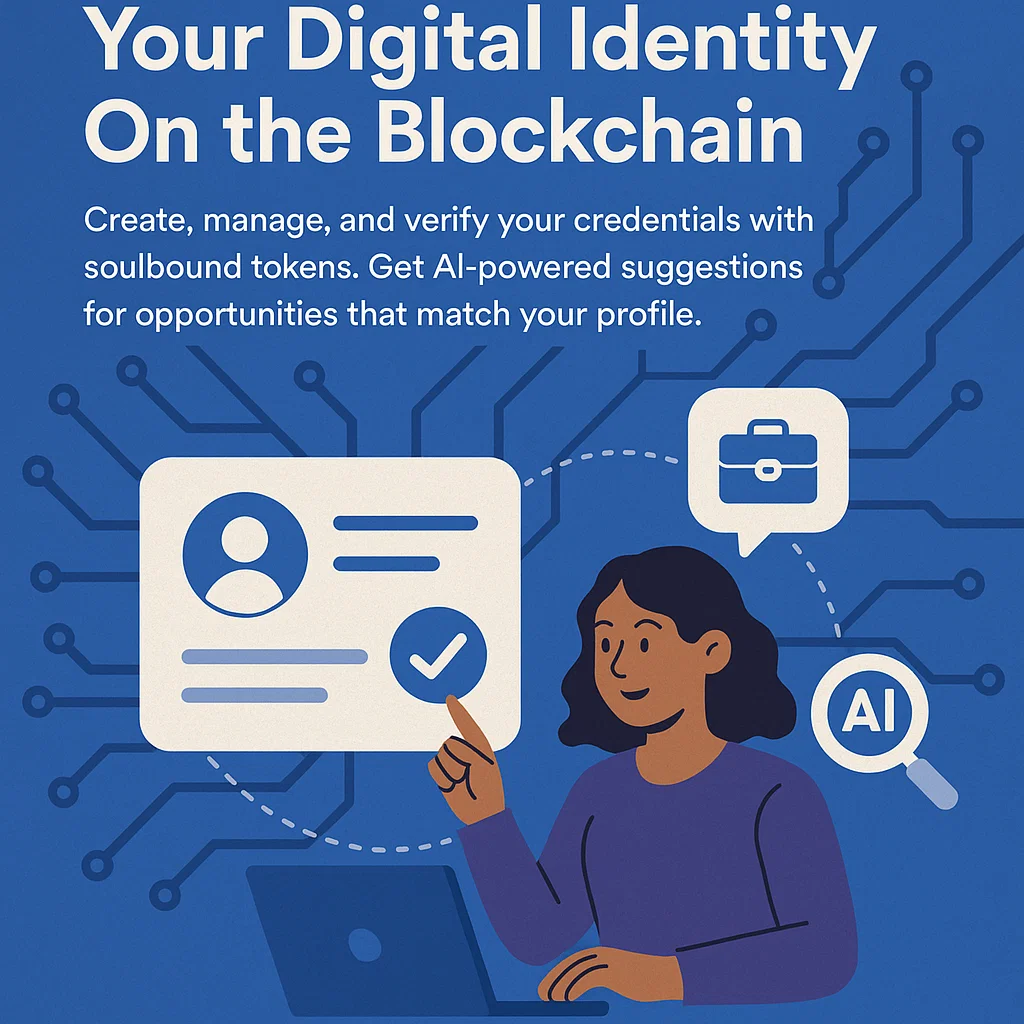 Your Digital Identity
On the Blockchain
Create, manage, and verify your credentials with
soulbound tokens. Get AI-powered suggestions
for opportunities that match your profile.
AI